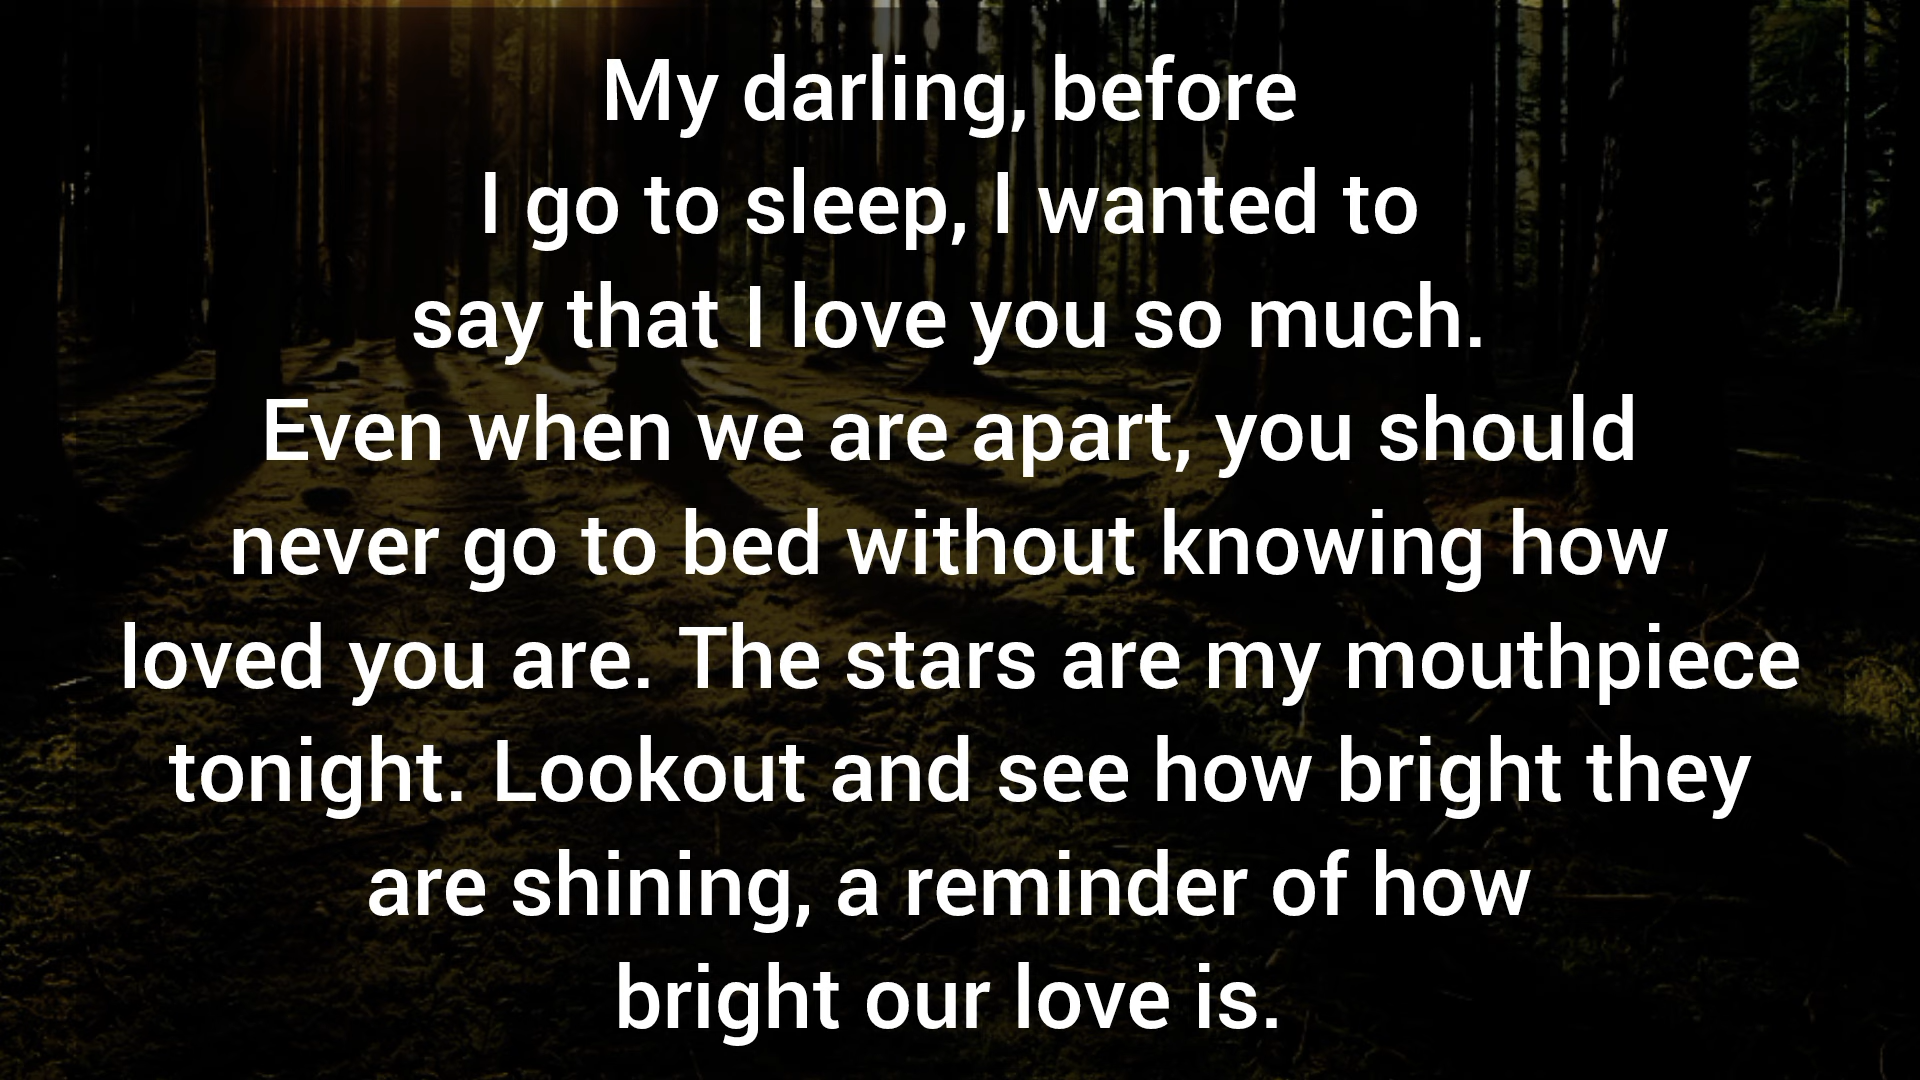 My darling, before
I go to sleep, I wanted to
say that I love you so much.
Even when we are apart, you should
never go to bed without knowing how
loved you are. The stars are my mouthpiece
tonight. Lookout and see how bright they
are shining, a reminder of how
bright our love is.